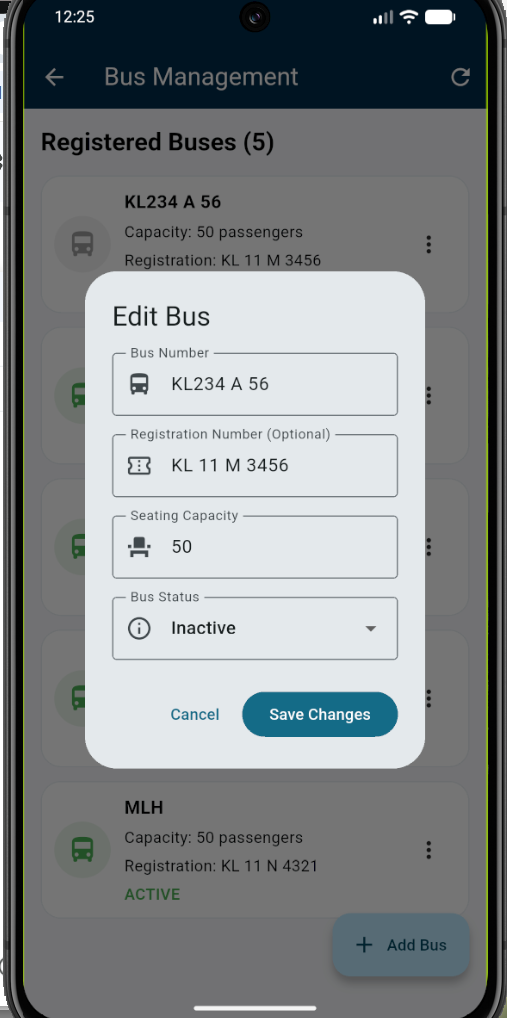 12:25
Bus Management
Registered Buses (5)
KL234 A 56
Capacity: 50 passengers
Registration: KL 11 M 3456
Edit Bus
Bus Number
KL234 A 56
Registration Number (Optional)
KL 11 M 3456
Seating Capacity
50
Bus Status
Inactive
Cancel
Save Changes
MLH
Capacity: 50 passengers
Registration: KL 11 N 4321
ACTIVE
+ Add Bus